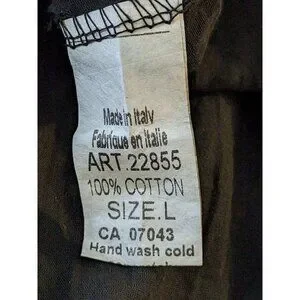 Made in Italy
Fabriqué en Italie
ART.22855
100% COTTON
SIZE.L
CA 07043
Hand wash cold